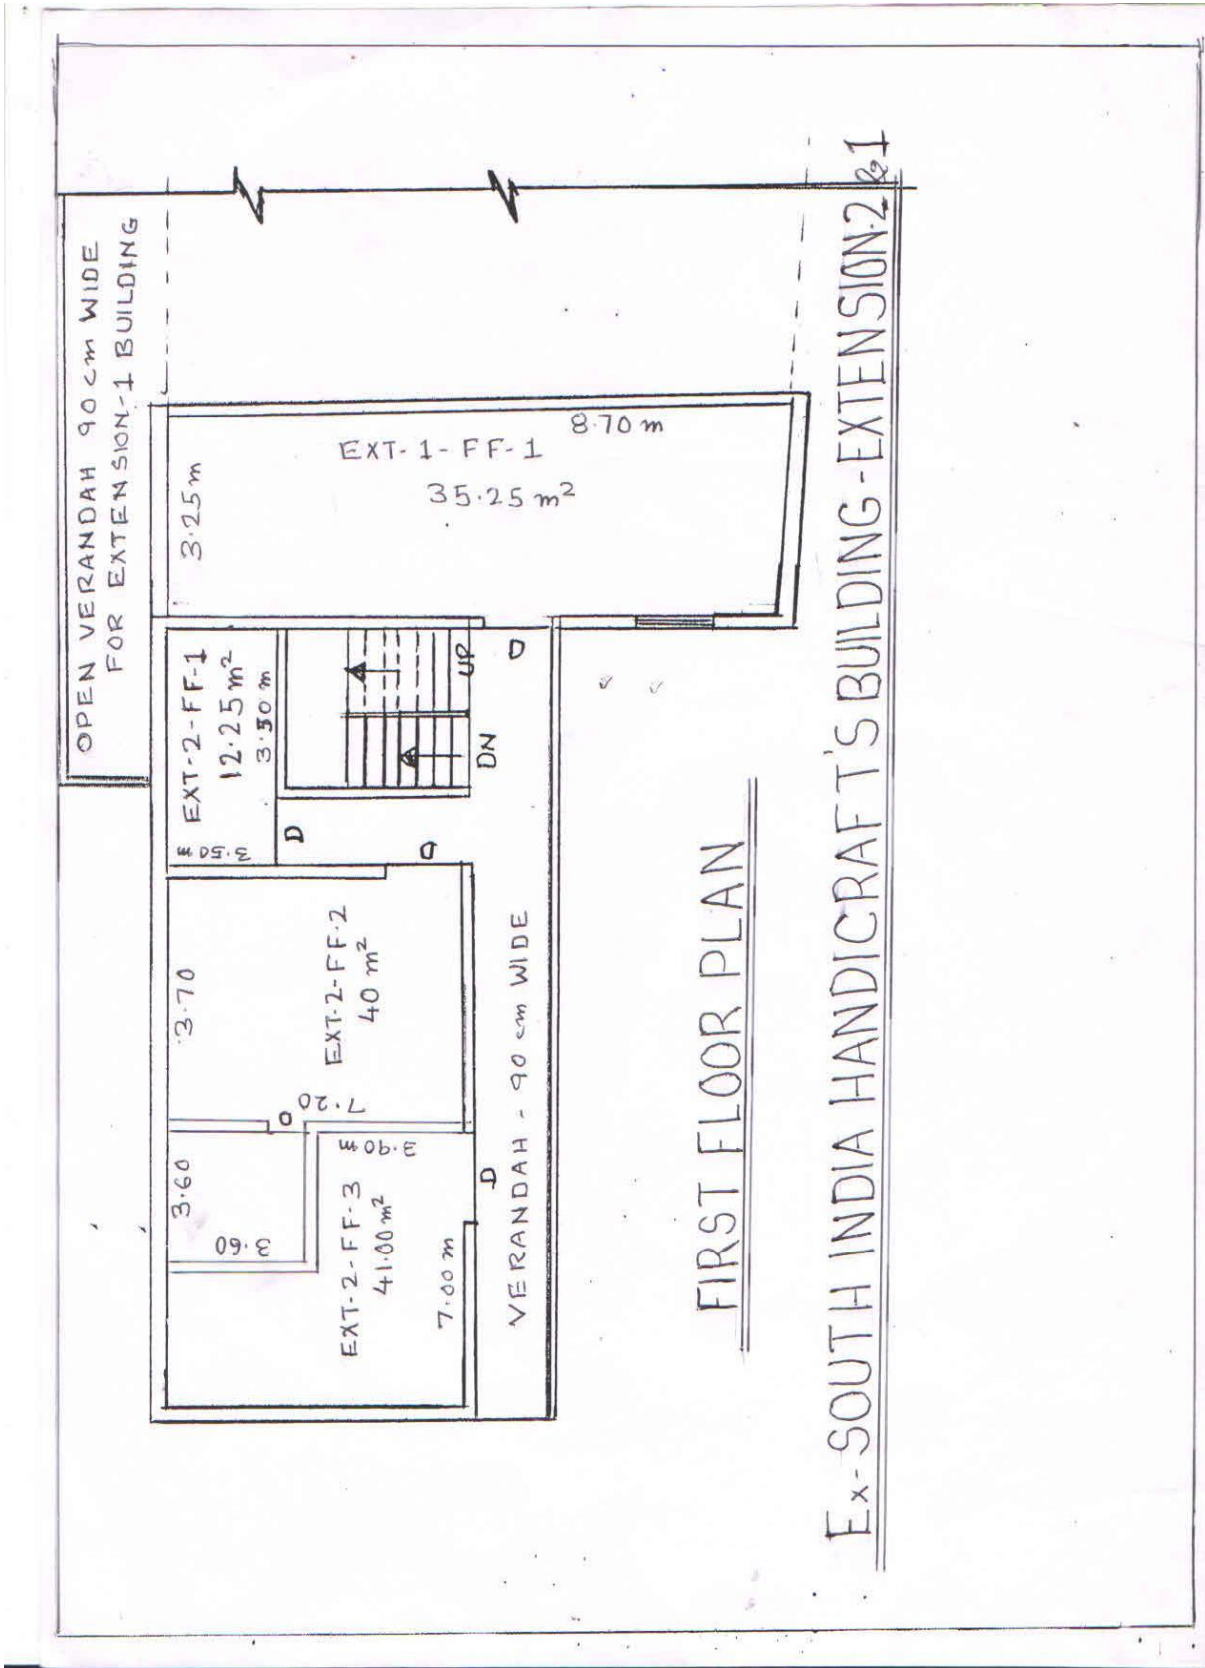 OPEN VERANDAH 90 cm WIDE
FOR EXTENSION-1 BUILDING
EXT-2-FF-1
12.25 m²
3.50 m
3.50 m
3.25 m
EXT-1-FF-1
35.25 m²
8.70 m
3.60
3.60
3.70
EXT-2-FF-2
40 m²
7.20
D
3.90 m
EXT-2-FF-3
41.00 m²
7.00 m
D
D
D
UP
DN
D
VERANDAH - 90 cm WIDE
FIRST FLOOR PLAN
Ex-SOUTH INDIA HANDICRAFT'S BUILDING-EXTENSION.2 & 1